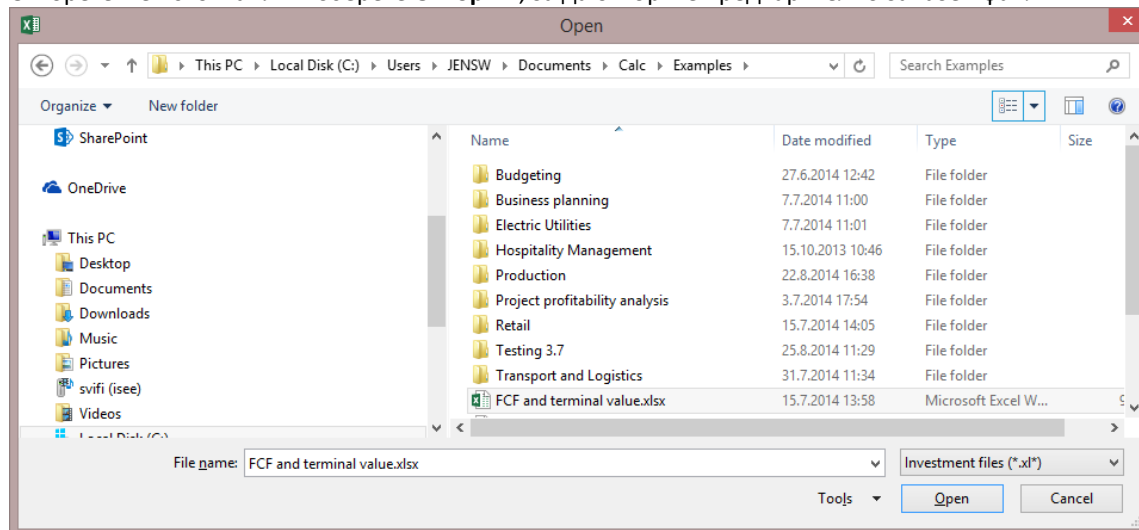 Open
This PC Local Disk (C:) Users JENSW Documents Calc Examples Search Examples
Organize New folder
SharePoint
OneDrive
This PC
Desktop
Documents
Downloads
Music
Pictures
svifi (isee)
Videos
Name Date modified Type Size
Budgeting 27.6.2014 12:42 File folder
Business planning 7.7.2014 11:00 File folder
Electric Utilities 7.7.2014 11:01 File folder
Hospitality Management 15.10.2013 10:46 File folder
Production 22.8.2014 16:38 File folder
Project profitability analysis 3.7.2014 17:54 File folder
Retail 15.7.2014 14:05 File folder
Testing 3.7 25.8.2014 11:29 File folder
Transport and Logistics 31.7.2014 11:34 File folder
FCF and terminal value.xlsx 15.7.2014 13:58 Microsoft Excel W...
File name: FCF and terminal value.xlsx Investment files (*.xl*)
Tools Open Cancel